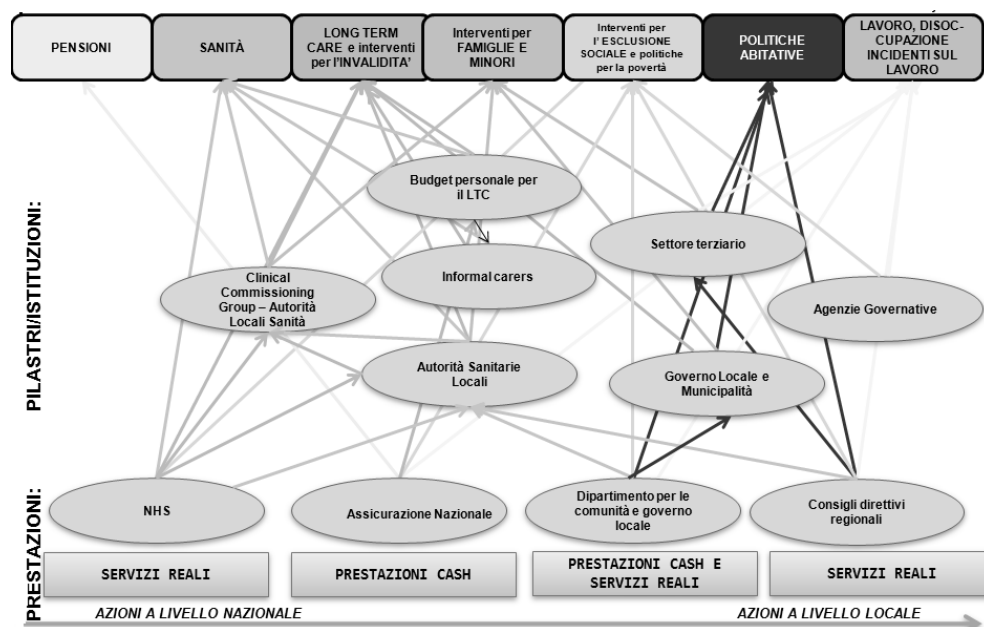 PENSIONI
SANITÀ
LONG TERM
CARE e interventi
per l'INVALIDITA'
Interventi per
FAMIGLIE E
MINORI
Interventi per
l' ESCLUSIONE
SOCIALE e politiche
per la povertà
POLITICHE
ABITATIVE
LAVORO, DISOC-
CUPAZIONE
INCIDENTI SUL
LAVORO
PILASTRI/ISTITUZIONI:
Budget personale per
il LTC
Settore terziario
Informal carers
Clinical
Commissioning
Group – Autorità
Locali Sanità
Agenzie Governative
Autorità Sanitarie
Locali
Governo Locale e
Municipalità
PRESTAZIONI:
NHS
Assicurazione Nazionale
Dipartimento per le
comunità e governo
locale
Consigli direttivi
regionali
SERVIZI REALI
PRESTAZIONI CASH
PRESTAZIONI CASH E
SERVIZI REALI
SERVIZI REALI
AZIONI A LIVELLO NAZIONALE
AZIONI A LIVELLO LOCALE